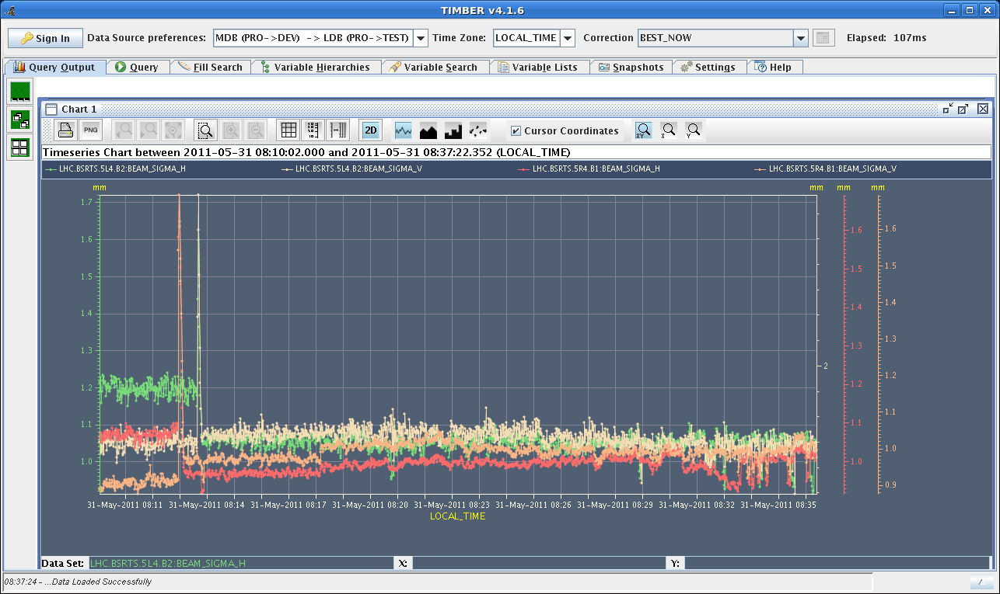 TIMBER v4.1.6
Sign In Data Source preferences: MDB (PRO->DEV) -> LDB (PRO->TEST) Time Zone: LOCAL_TIME Correction BEST_NOW Elapsed: 107ms
Query Output Query Fill Search Variable Hierarchies Variable Search Variable Lists Snapshots Settings Help
Chart 1
PNG 2D Cursor Coordinates X,Y X Y
Timeseries Chart between 2011-05-31 08:10:02.000 and 2011-05-31 08:37:22.352 (LOCAL_TIME)
LHC.BSRTS.5L4.B2:BEAM_SIGMA_H LHC.BSRTS.5L4.B2:BEAM_SIGMA_V LHC.BSRTS.5R4.B1:BEAM_SIGMA_H LHC.BSRTS.5R4.B1:BEAM_SIGMA_V
mm mm mm mm
1.7
1.6 1.6 1.6
1.5 1.5 1.5
1.4 1.4 1.4
1.3 1.3 1.3
2
1.2 1.2 1.2
1.1 1.1 1.1
1.0 1.0 1.0
0.9
31-May-2011 08:11 31-May-2011 08:14 31-May-2011 08:17 31-May-2011 08:20 31-May-2011 08:23 31-May-2011 08:26 31-May-2011 08:29 31-May-2011 08:32 31-May-2011 08:35
LOCAL_TIME
Data Set: LHC.BSRTS.5L4.B2:BEAM_SIGMA_H X: Y:
08:37:24 - ...Data Loaded Successfully